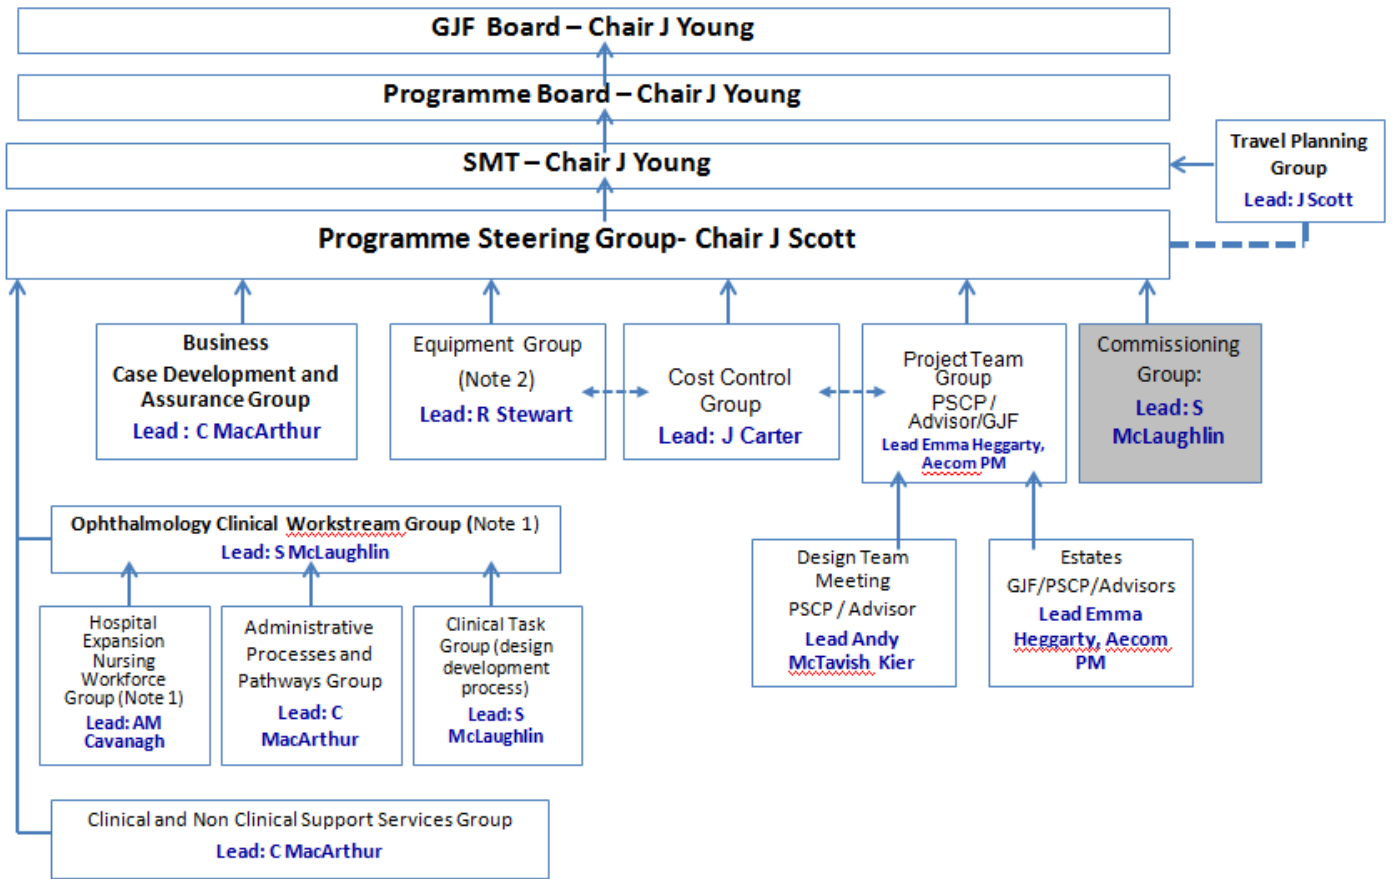 GJF Board – Chair J Young
Programme Board – Chair J Young
SMT – Chair J Young
Travel Planning
Group
Lead: J Scott
Programme Steering Group- Chair J Scott
Business
Case Development and
Assurance Group
Lead : C MacArthur
Equipment Group
(Note 2)
Lead: R Stewart
Cost Control
Group
Lead: J Carter
Project Team
Group
PSCP /
Advisor/GJF
Lead Emma Heggarty,
Aecom PM
Commissioning
Group:
Lead: S
McLaughlin
Ophthalmology Clinical Workstream Group (Note 1)
Lead: S McLaughlin
Design Team
Meeting
PSCP / Advisor
Lead Andy
McTavish Kier
Estates
GJF/PSCP/Advisors
Lead Emma
Heggarty, Aecom
PM
Hospital
Expansion
Nursing
Workforce
Group (Note 1)
Lead: AM
Cavanagh
Administrative
Processes and
Pathways Group
Lead: C
MacArthur
Clinical Task
Group (design
development
process)
Lead: S
McLaughlin
Clinical and Non Clinical Support Services Group
Lead: C MacArthur